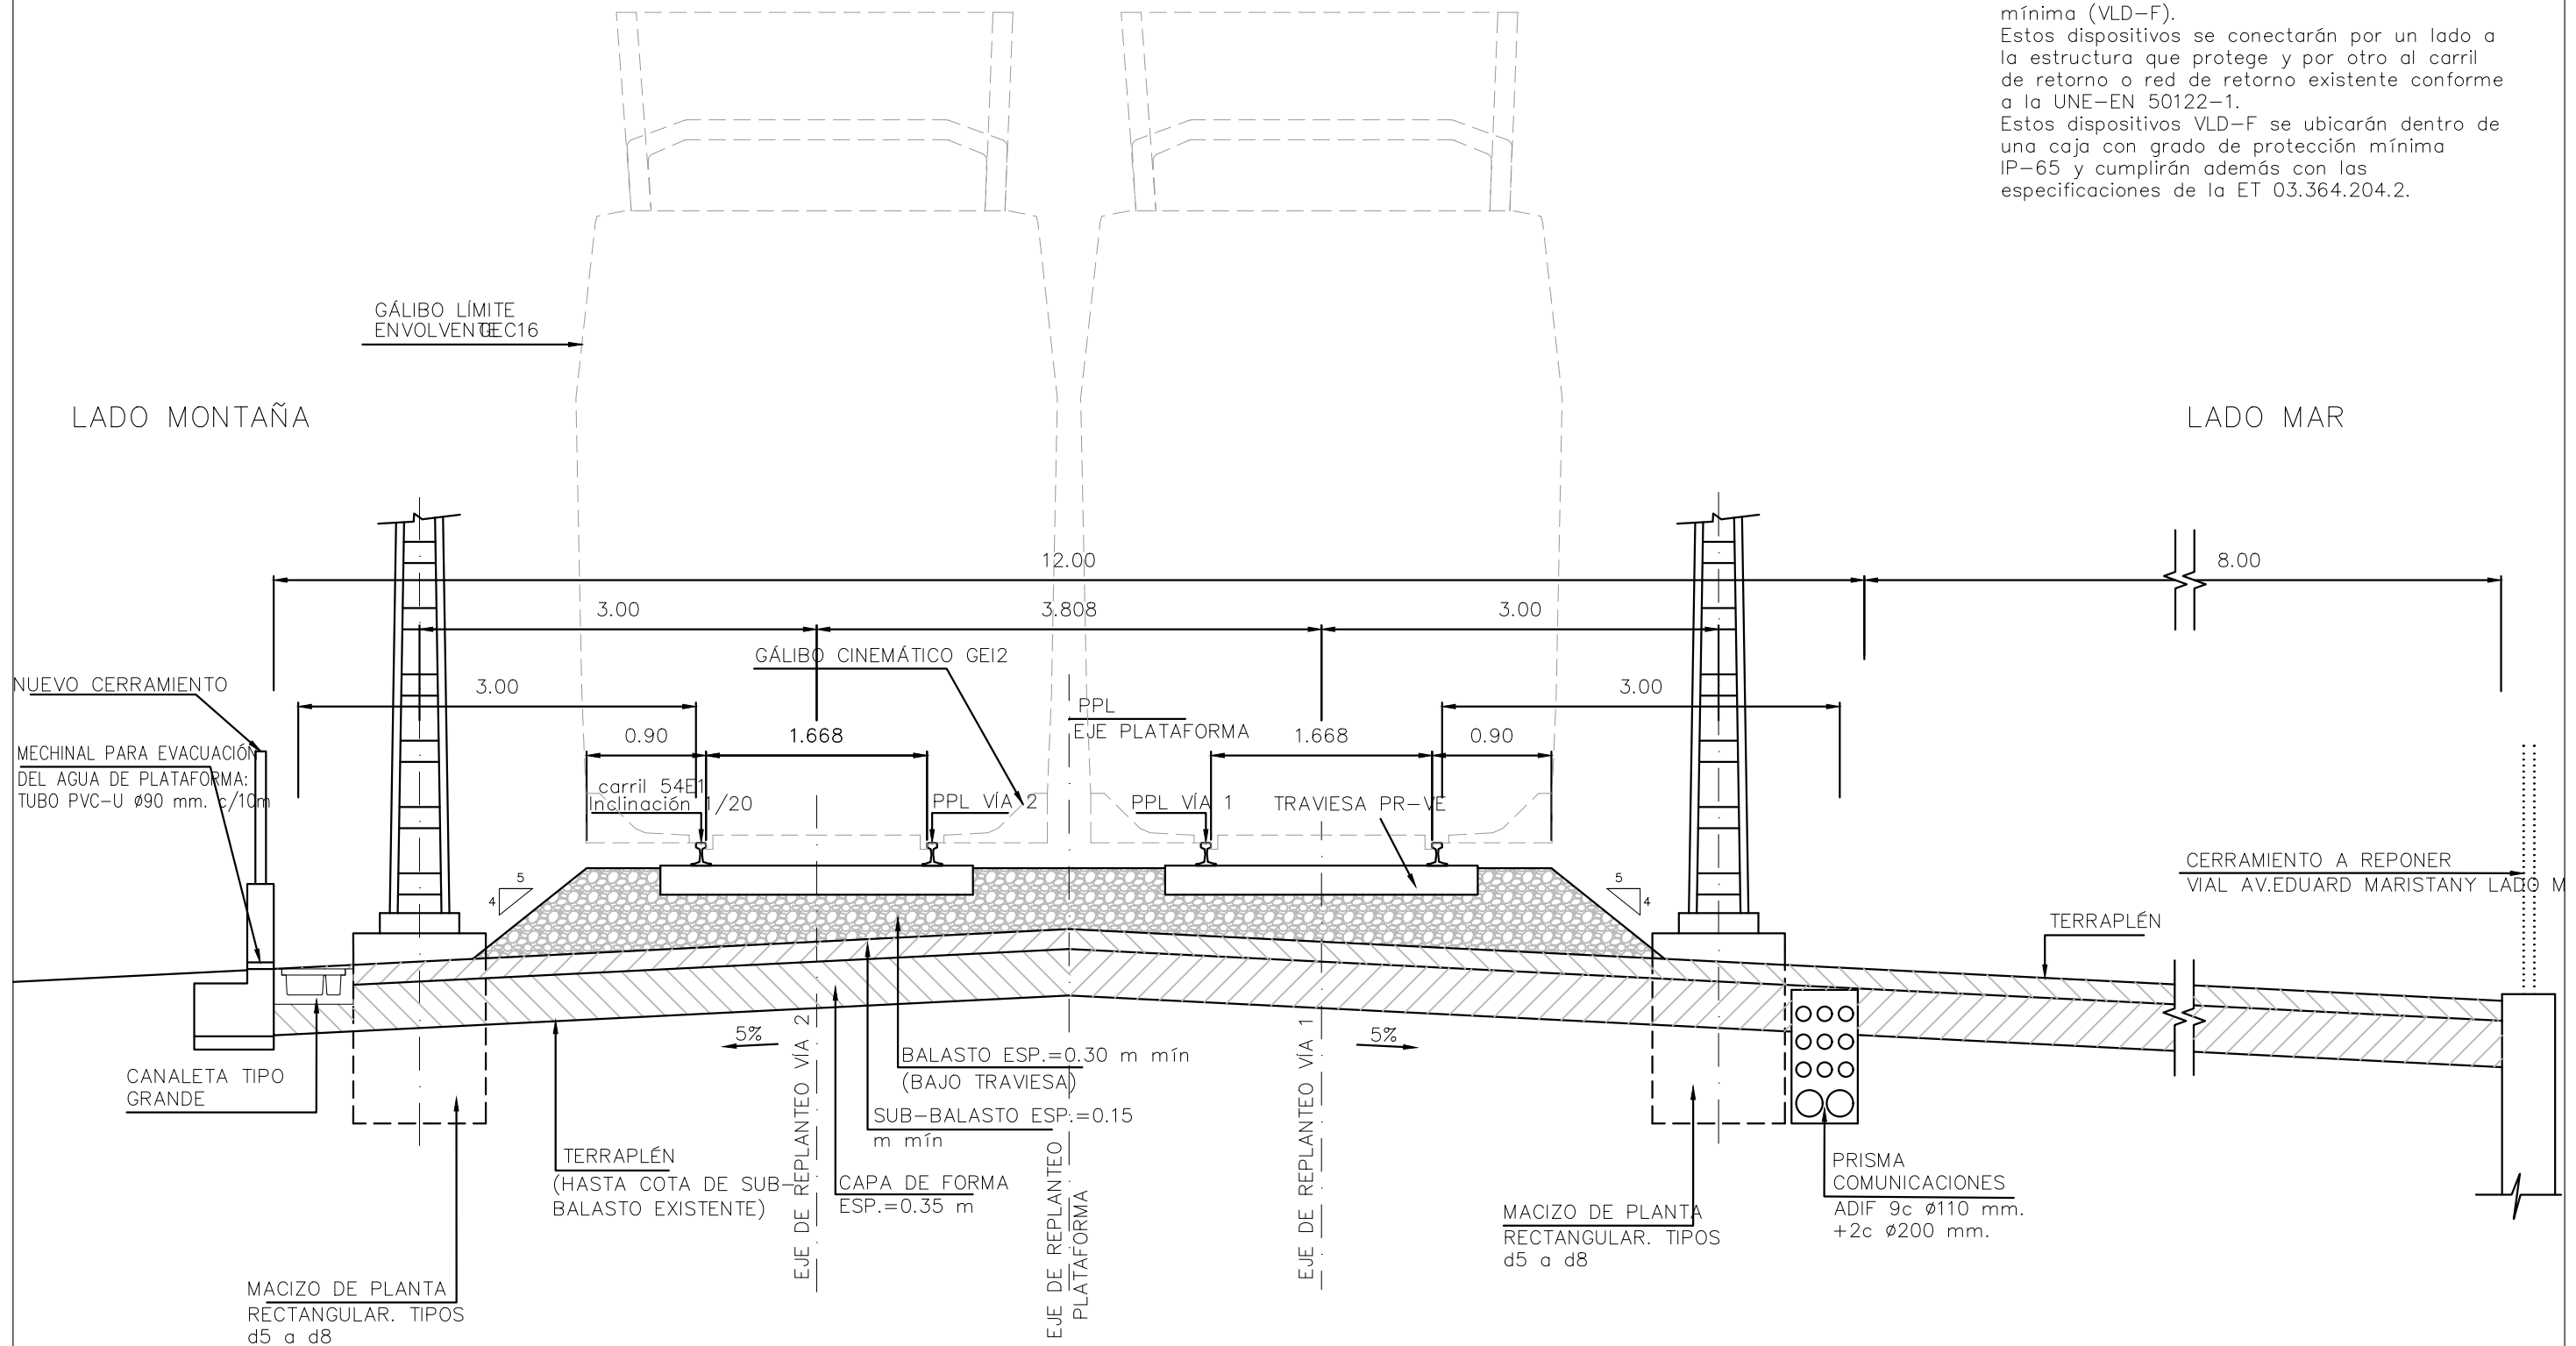 mínima (VLD-F).
Estos dispositivos se conectarán por un lado a
la estructura que protege y por otro al carril
de retorno o red de retorno existente conforme
a la UNE-EN 50122-1.
Estos dispositivos VLD-F se ubicarán dentro de
una caja con grado de protección mínima
IP-65 y cumplirán además con las
especificaciones de la ET 03.364.204.2.
GÁLIBO LÍMITE
ENVOLVENTE GEC16
LADO MONTAÑA
LADO MAR
12.00
8.00
3.00
3.808
3.00
GÁLIBO CINEMÁTICO GEI2
NUEVO CERRAMIENTO
3.00
3.00
PPL
EJE PLATAFORMA
0.90
1.668
1.668
0.90
MECHINAL PARA EVACUACIÓN
DEL AGUA DE PLATAFORMA:
TUBO PVC-U Ø90 mm. c/10m
carril 54E1
Inclinación 1/20
PPL VÍA 2
PPL VÍA 1
TRAVIESA PR-VE
CERRAMIENTO A REPONER
VIAL AV.EDUARD MARISTANY LADO M
5
4
5
4
TERRAPLÉN
5%
5%
BALASTO ESP.=0.30 m mín
(BAJO TRAVIESA)
CANALETA TIPO
GRANDE
SUB-BALASTO ESP.=0.15
m mín
TERRAPLÉN
(HASTA COTA DE SUB-
BALASTO EXISTENTE)
CAPA DE FORMA
ESP.=0.35 m
EJE DE REPLANTEO VÍA 2
EJE DE REPLANTEO
PLATAFORMA
EJE DE REPLANTEO VÍA 1
PRISMA
COMUNICACIONES
ADIF 9c Ø110 mm.
+2c Ø200 mm.
MACIZO DE PLANTA
RECTANGULAR. TIPOS
d5 a d8
MACIZO DE PLANTA
RECTANGULAR. TIPOS
d5 a d8